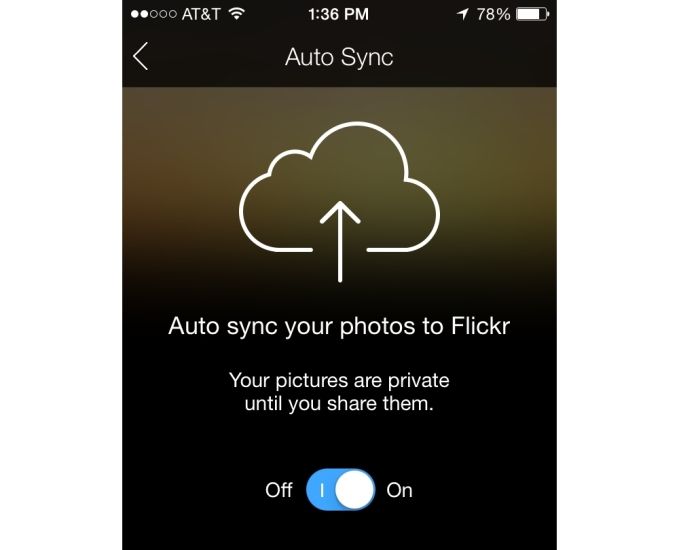 AT&T 1:36 PM 78%
Auto Sync
Auto sync your photos to Flickr
Your pictures are private
until you share them.
Off I On